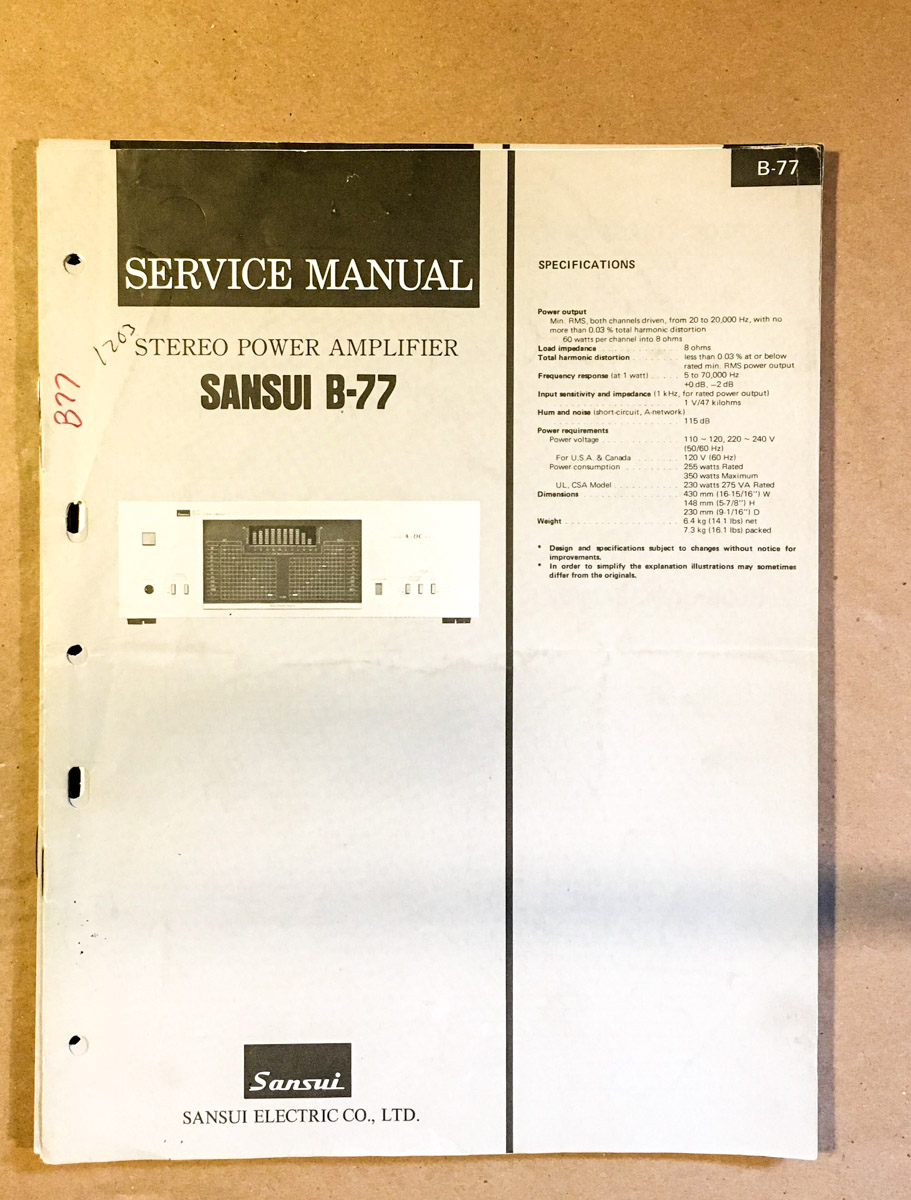 SERVICE MANUAL
1203
STEREO POWER AMPLIFIER
B77
SANSUI B-77
Sansui
SANSUI ELECTRIC CO., LTD.
B-77
SPECIFICATIONS
Power output
Min. RMS, both channels driven, from 20 to 20,000 Hz, with no
more than 0.03 % total harmonic distortion
60 watts per channel into 8 ohms
Load impedance . . . . . . . . . . . . . . 8 ohms
Total harmonic distortion . . . . . . . . less than 0.03 % at or below
rated min. RMS power output
Frequency response (at 1 watt) . . . . . 5 to 70,000 Hz
+0 dB, −2 dB
Input sensitivity and impedance (1 kHz, for rated power output)
. . . . . . . . . . . . . . 1 V/47 kilohms
Hum and noise (short-circuit, A-network)
. . . . . . . . . . . . . . 115 dB
Power requirements
Power voltage . . . . . . . . . . . . 110 ~ 120, 220 ~ 240 V
(50/60 Hz)
For U.S.A. & Canada . . . . . . . . 120 V (60 Hz)
Power consumption . . . . . . . . . 255 watts Rated
350 watts Maximum
UL, CSA Model . . . . . . . . . . . 230 watts 275 VA Rated
Dimensions . . . . . . . . . . . . . . 430 mm (16-15/16") W
148 mm (5-7/8") H
230 mm (9-1/16") D
Weight . . . . . . . . . . . . . . . . 6.4 kg (14.1 lbs) net
7.3 kg (16.1 lbs) packed
* Design and specifications subject to changes without notice for
improvements.
* In order to simplify the explanation illustrations may sometimes
differ from the originals.